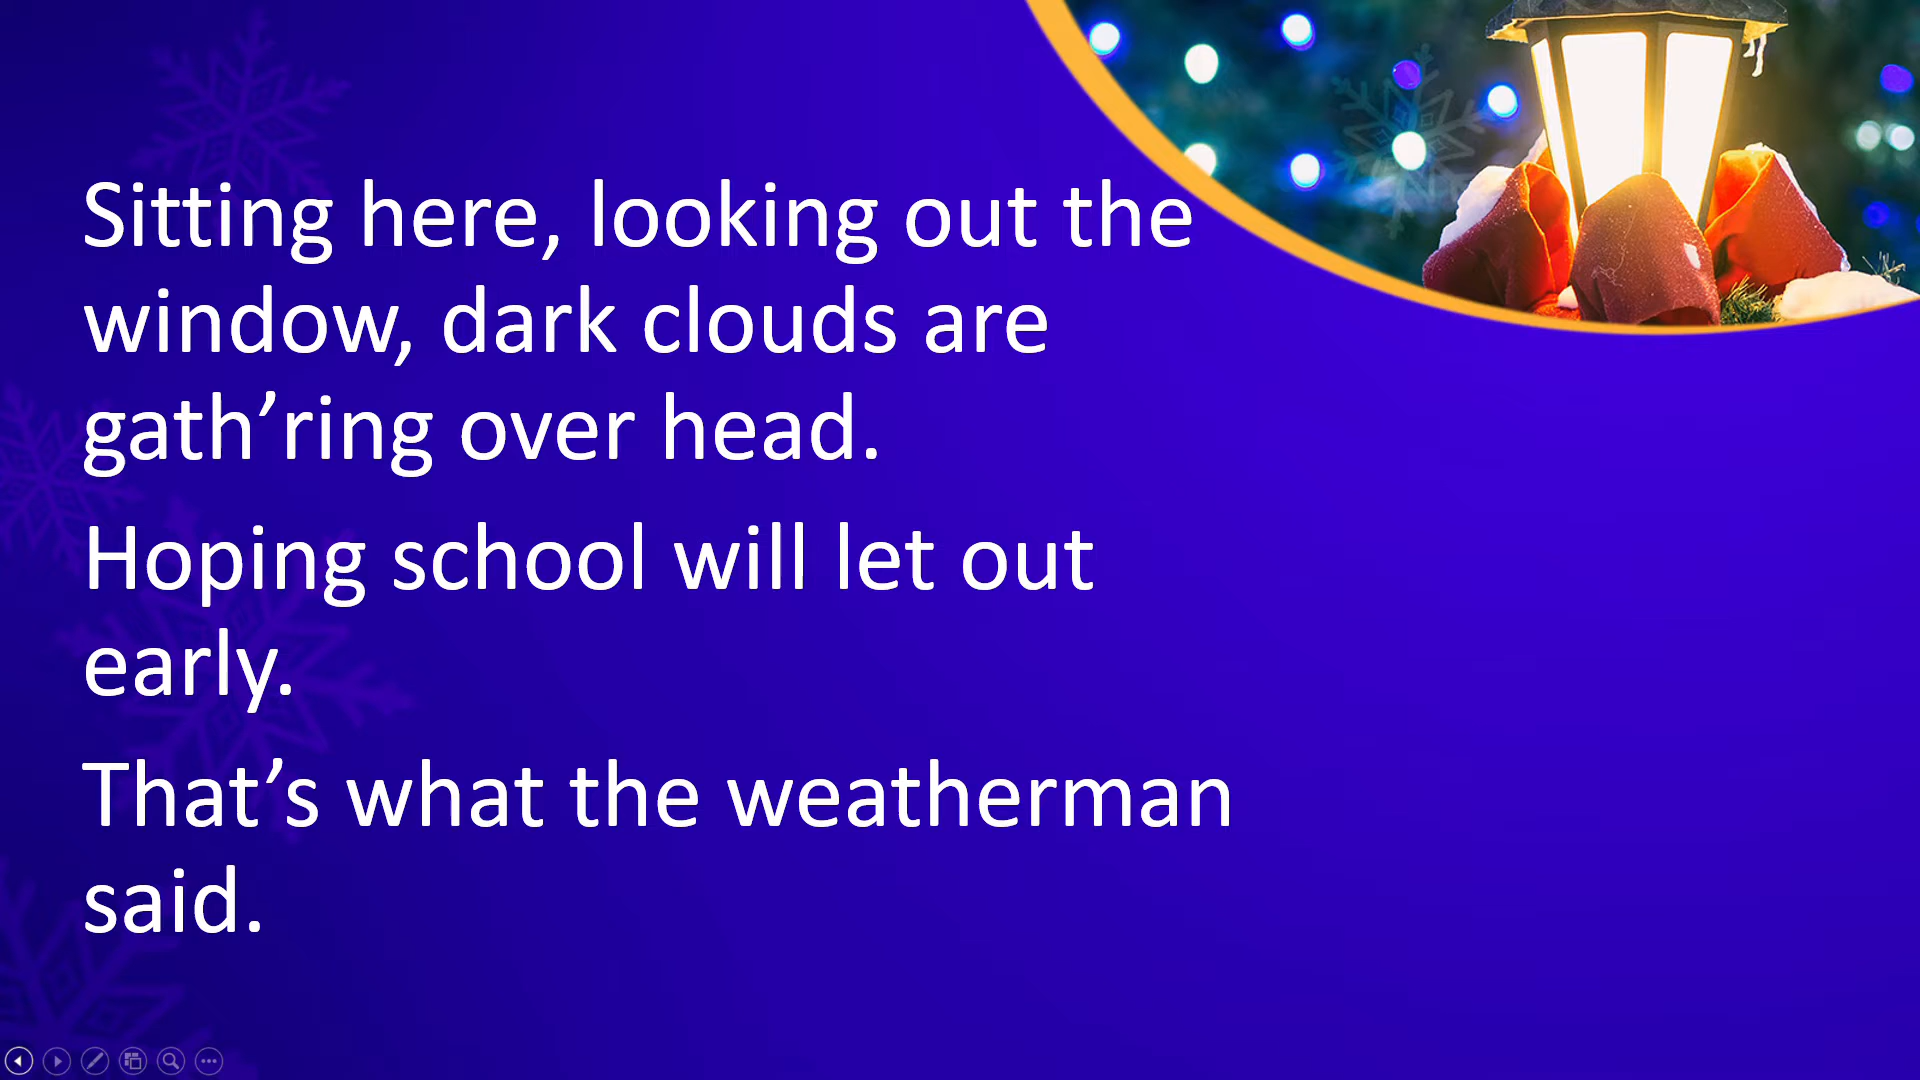 Sitting here, looking out the
window, dark clouds are
gath’ring over head.
Hoping school will let out
early.
That’s what the weatherman
said.